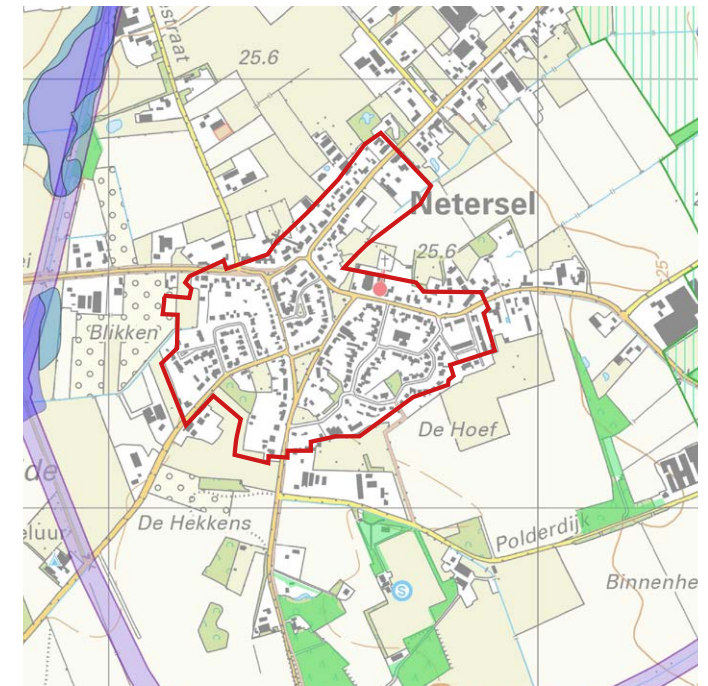 straat
25.6
Netersel
25.6
25
Blikken
De Hoef
De Hekkens
Polderdijk
Binnenhe
S